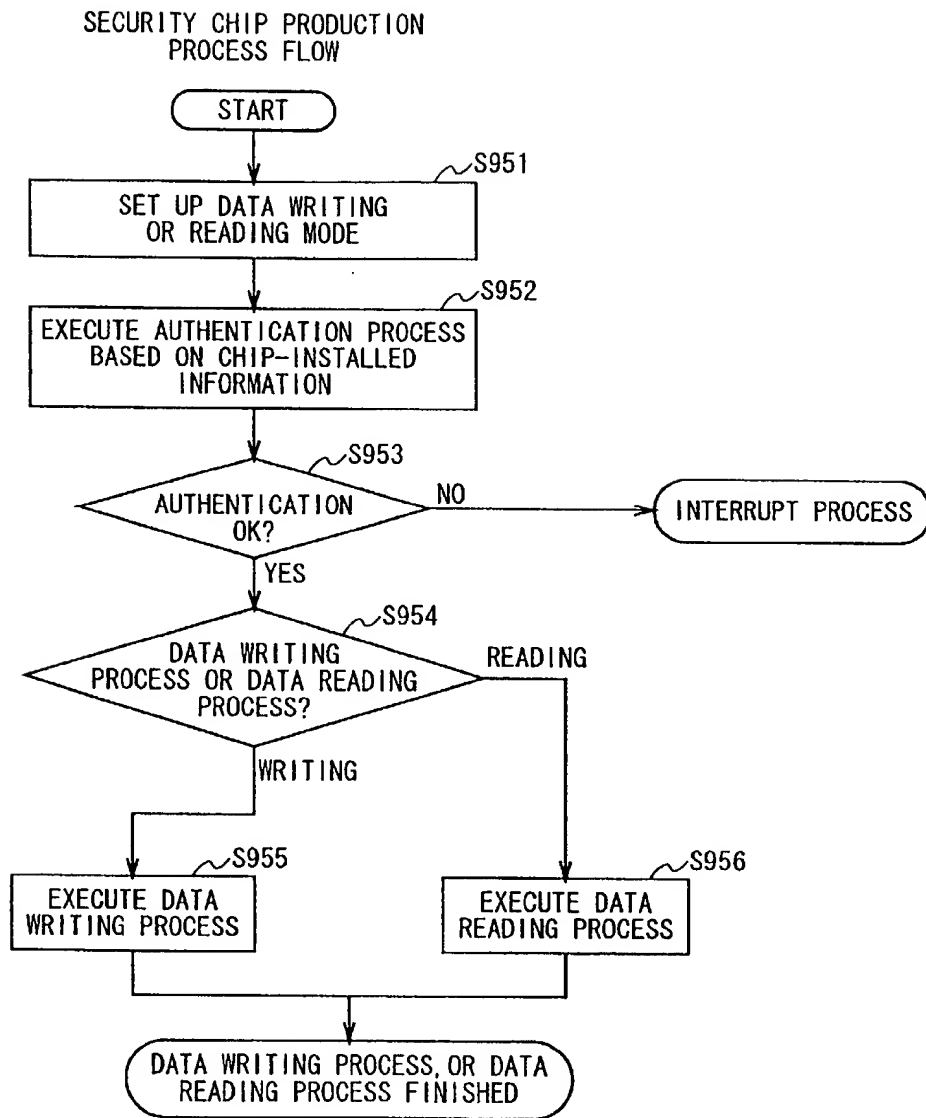 SECURITY CHIP PRODUCTION
PROCESS FLOW
START
S951
SET UP DATA WRITING
OR READING MODE
S952
EXECUTE AUTHENTICATION PROCESS
BASED ON CHIP-INSTALLED
INFORMATION
S953
AUTHENTICATION
OK?
NO
INTERRUPT PROCESS
YES
S954
DATA WRITING
PROCESS OR DATA READING
PROCESS?
READING
WRITING
S955
EXECUTE DATA
WRITING PROCESS
S956
EXECUTE DATA
READING PROCESS
DATA WRITING PROCESS, OR DATA
READING PROCESS FINISHED